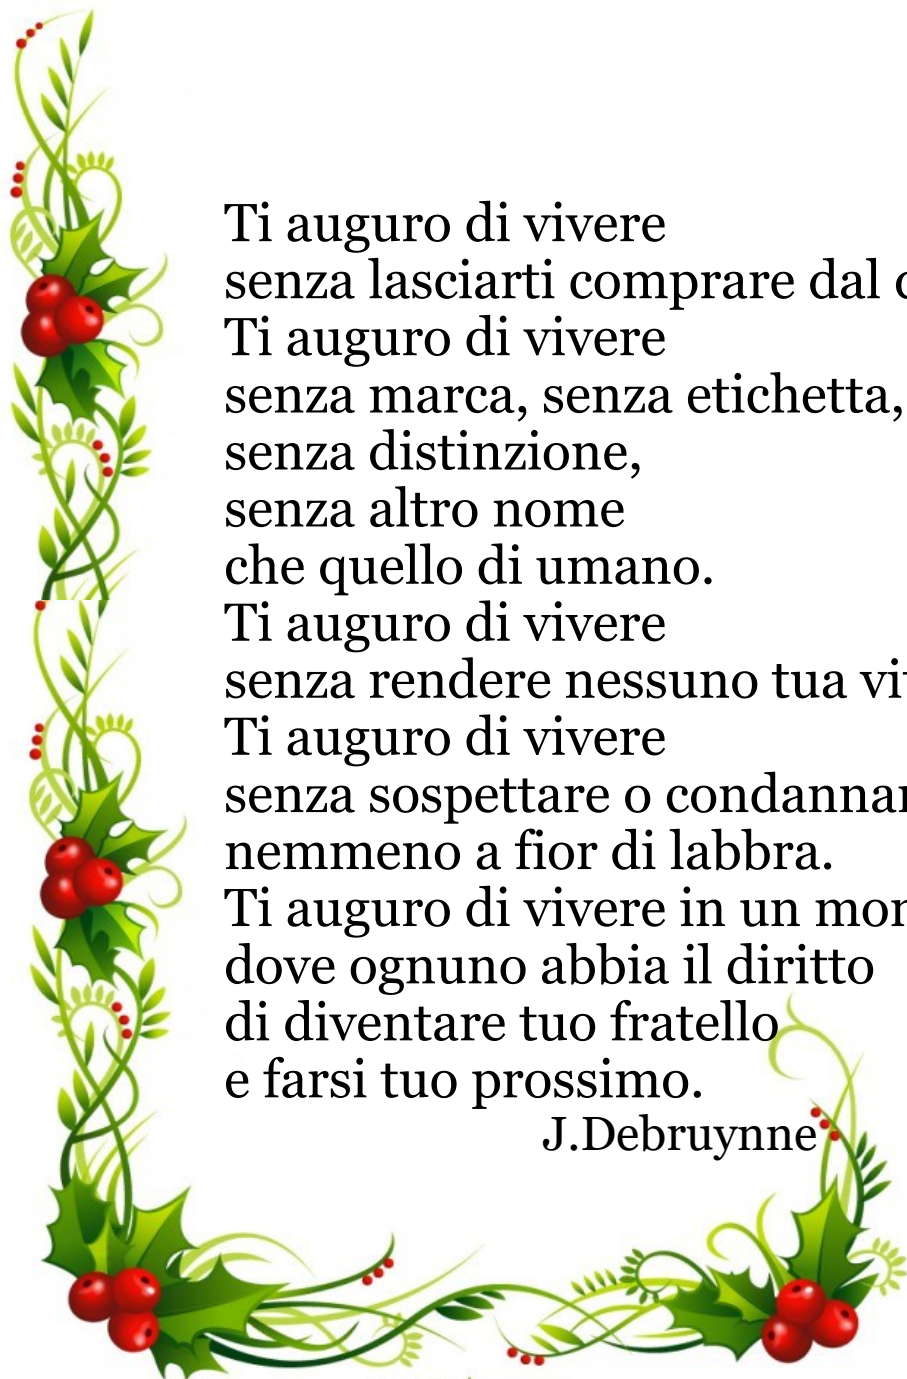 Ti auguro di vivere
senza lasciarti comprare dal
Ti auguro di vivere
senza marca, senza etichetta,
senza distinzione,
senza altro nome
che quello di umano.
Ti auguro di vivere
senza rendere nessuno tua
Ti auguro di vivere
senza sospettare o
nemmeno a fior di labbra.
Ti auguro di vivere in un
dove ognuno abbia il diritto
di diventare tuo fratello
e farsi tuo prossimo.
J.Debruynne